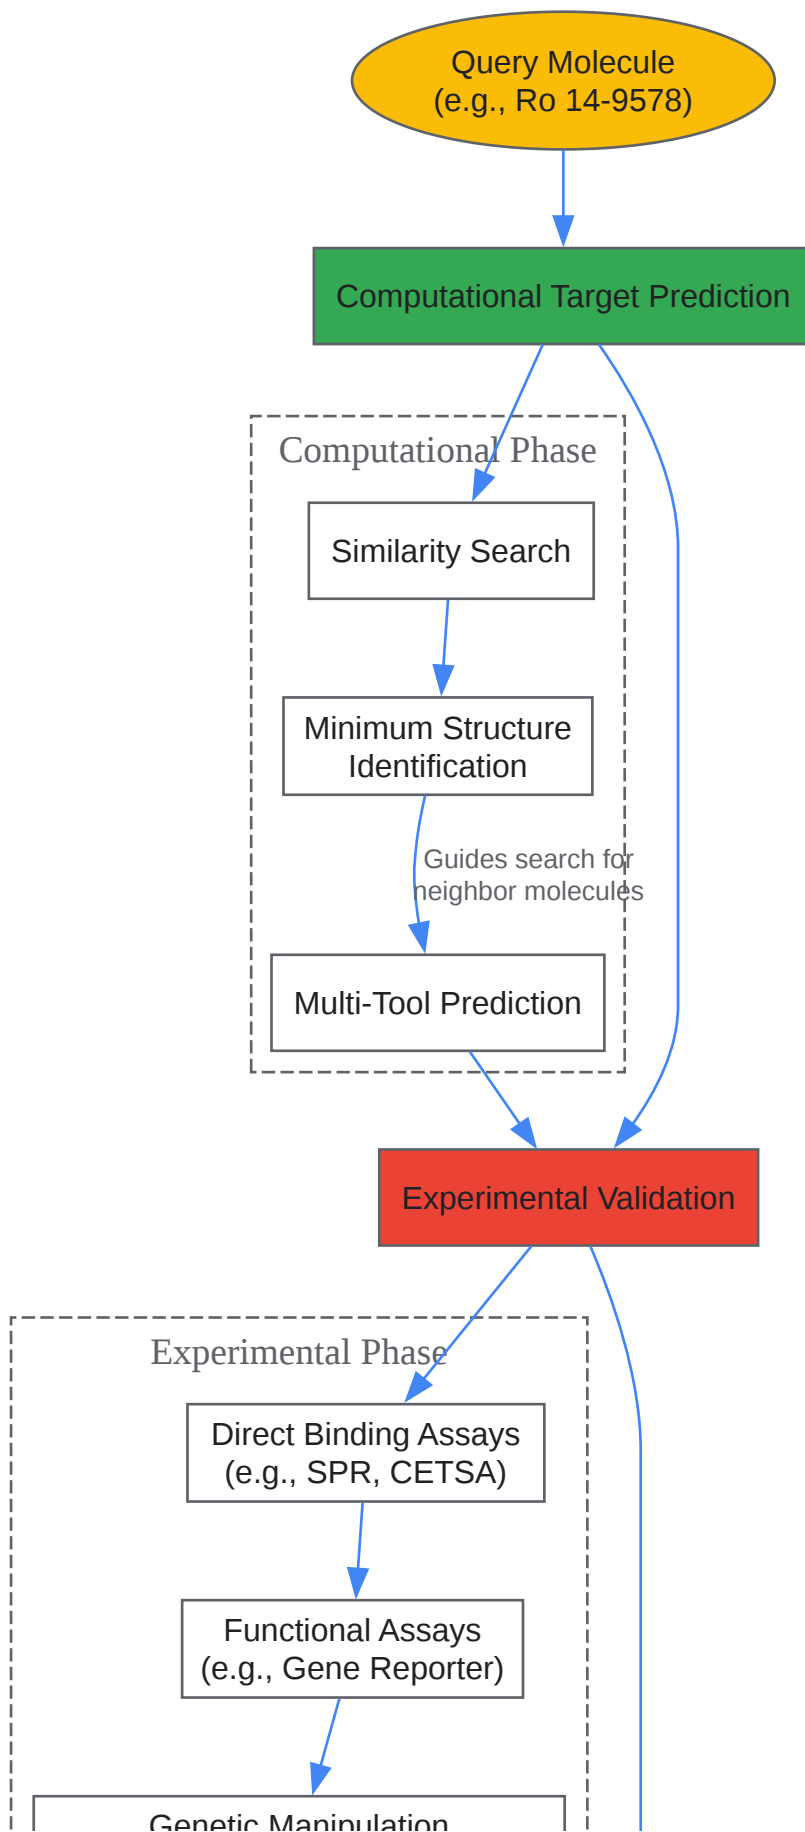 Query Molecule
(e.g., Ro 14-9578)
Computational Target Prediction
Computational Phase
Similarity Search
Minimum Structure
Identification
Guides search for
neighbor molecules
Multi-Tool Prediction
Experimental Validation
Experimental Phase
Direct Binding Assays
(e.g., SPR, CETSA)
Functional Assays
(e.g., Gene Reporter)
Genetic Manipulation